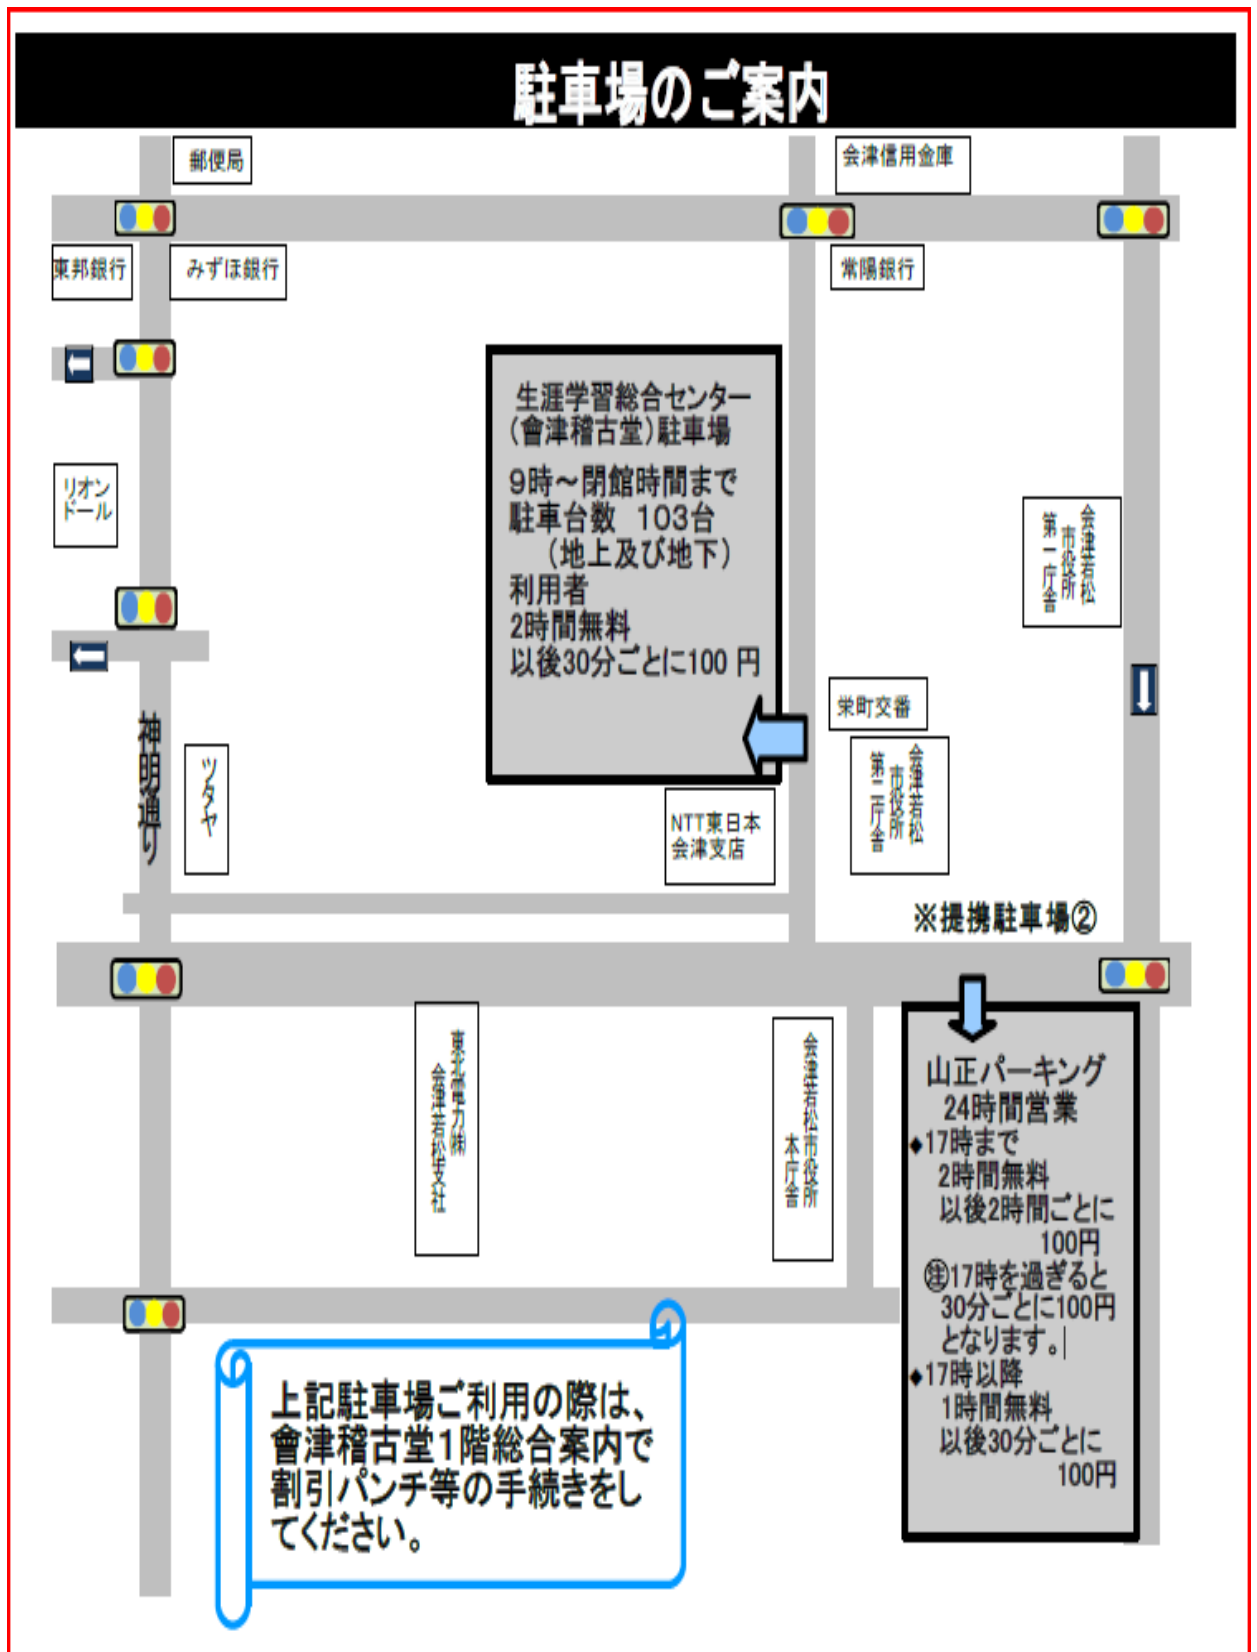 駐車場のご案内
郵便局
会津信用金庫
東邦銀行
みずほ銀行
常陽銀行
生涯学習総合センター
(會津稽古堂)駐車場
9時～閉館時間まで
駐車台数 103台
(地上及び地下)
利用者
2時間無料
以後30分ごとに100 円
リオン
ドール
会津若松
市役所
第一庁舎
栄町交番
会津若松
市役所
第二庁舎
神明通り
ツタヤ
NTT東日本
会津支店
※提携駐車場②
東北電力㈱
会津若松支社
会津若松市役所
本庁舎
山正パーキング
24時間営業
◆17時まで
2時間無料
以後2時間ごとに
100円
㊟17時を過ぎると
30分ごとに100円
となります。
◆17時以降
1時間無料
以後30分ごとに
100円
上記駐車場ご利用の際は、
會津稽古堂1階総合案内で
割引パンチ等の手続きをし
てください。